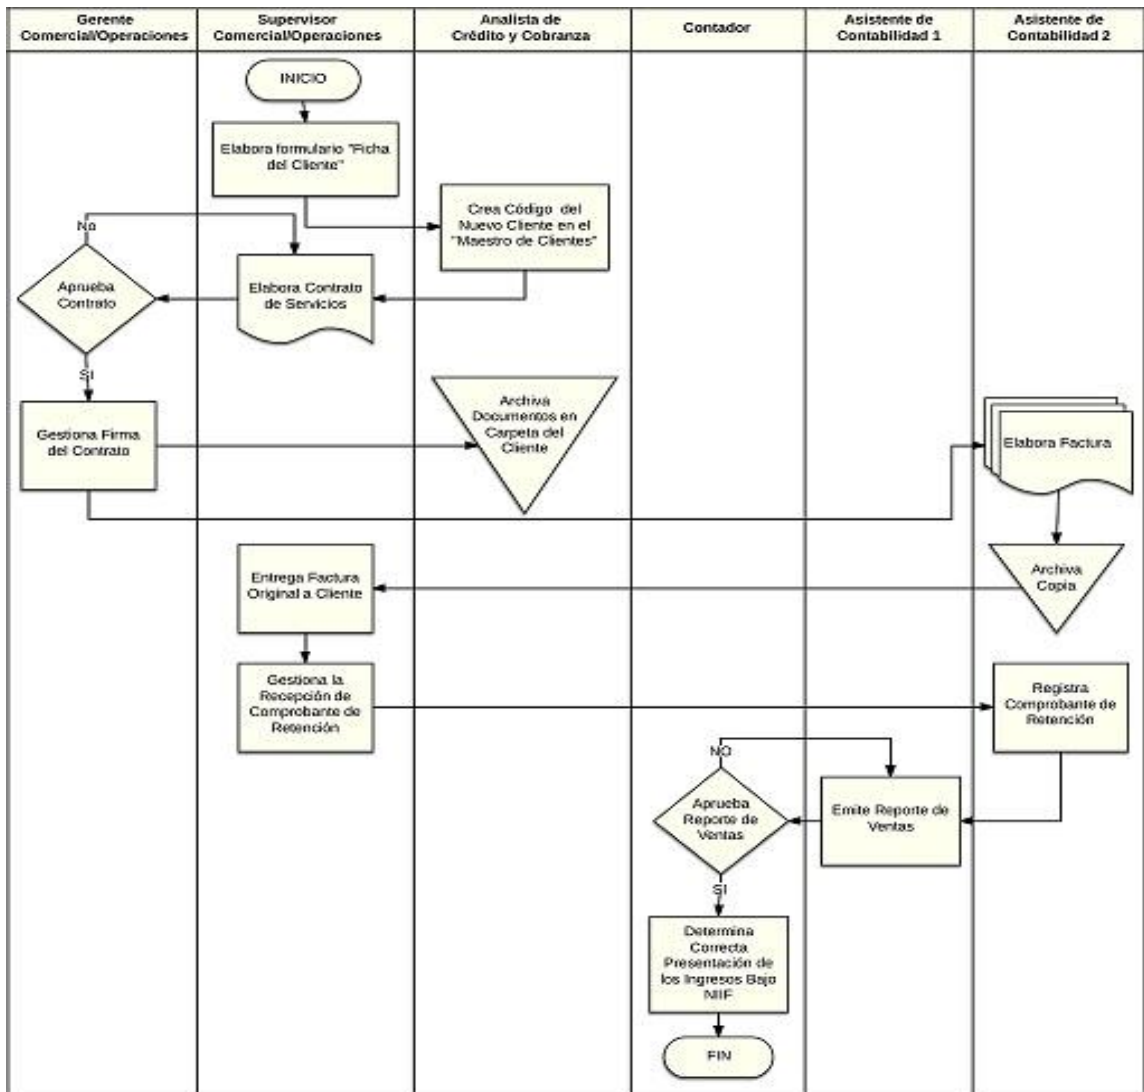 Gerente
Comercial/Operaciones
Supervisor
Comercial/Operaciones
Analista de
Crédito y Cobranza
Contador
Asistente de
Contabilidad 1
Asistente de
Contabilidad 2
INICIO
Elabora formulario "Ficha
del Cliente"
Crea Código del
Nuevo Cliente en el
"Maestro de Clientes"
No
Aprueba
Contrato
Elabora Contrato
de Servicios
SI
Gestiona Firma
del Contrato
Archiva
Documentos en
Carpeta del
Cliente
Elabora Factura
Archiva
Copia
Entrega Factura
Original a Cliente
Gestiona la
Recepción de
Comprobante de
Retención
Registra
Comprobante de
Retención
NO
Aprueba
Reporte de
Ventas
Emite Reporte de
Ventas
SI
Determina
Correcta
Presentación de
los Ingresos Bajo
NIIF
FIN